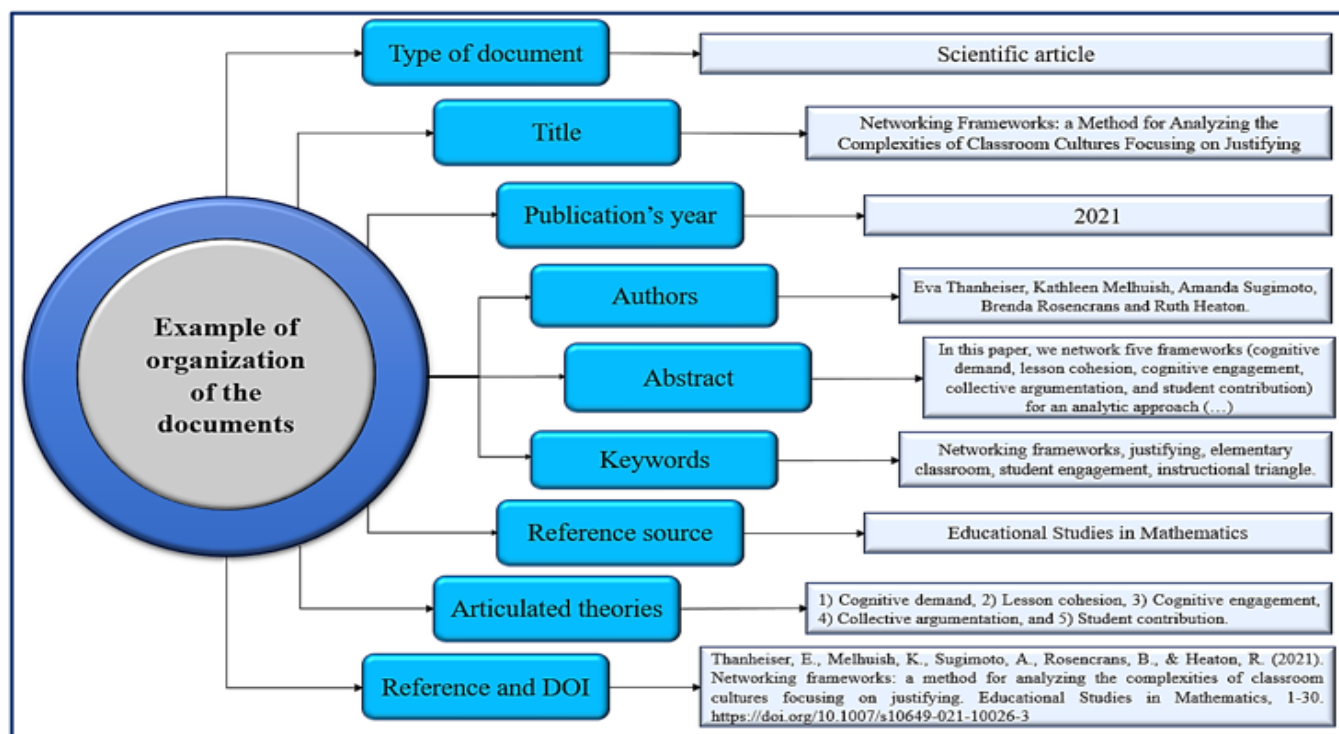 Type of document
Scientific article
Title
Networking Frameworks: a Method for Analyzing the
Complexities of Classroom Cultures Focusing on Justifying
Publication's year
2021
Authors
Eva Thanheiser, Kathleen Melhuish, Amanda Sugimoto,
Brenda Rosencrans and Ruth Heaton.
Example of
organization
of the
documents
Abstract
In this paper, we network five frameworks (cognitive
demand, lesson cohesion, cognitive engagement,
collective argumentation, and student contribution)
for an analytic approach (...)
Keywords
Networking frameworks, justifying, elementary
classroom, student engagement, instructional triangle.
Reference source
Educational Studies in Mathematics
Articulated theories
1) Cognitive demand, 2) Lesson cohesion, 3) Cognitive engagement,
4) Collective argumentation, and 5) Student contribution.
Reference and DOI
Thanheiser, E., Melhuish, K., Sugimoto, A., Rosencrans, B., & Heaton, R. (2021).
Networking frameworks: a method for analyzing the complexities of classroom
cultures focusing on justifying. Educational Studies in Mathematics, 1-30.
https://doi.org/10.1007/s10649-021-10026-3